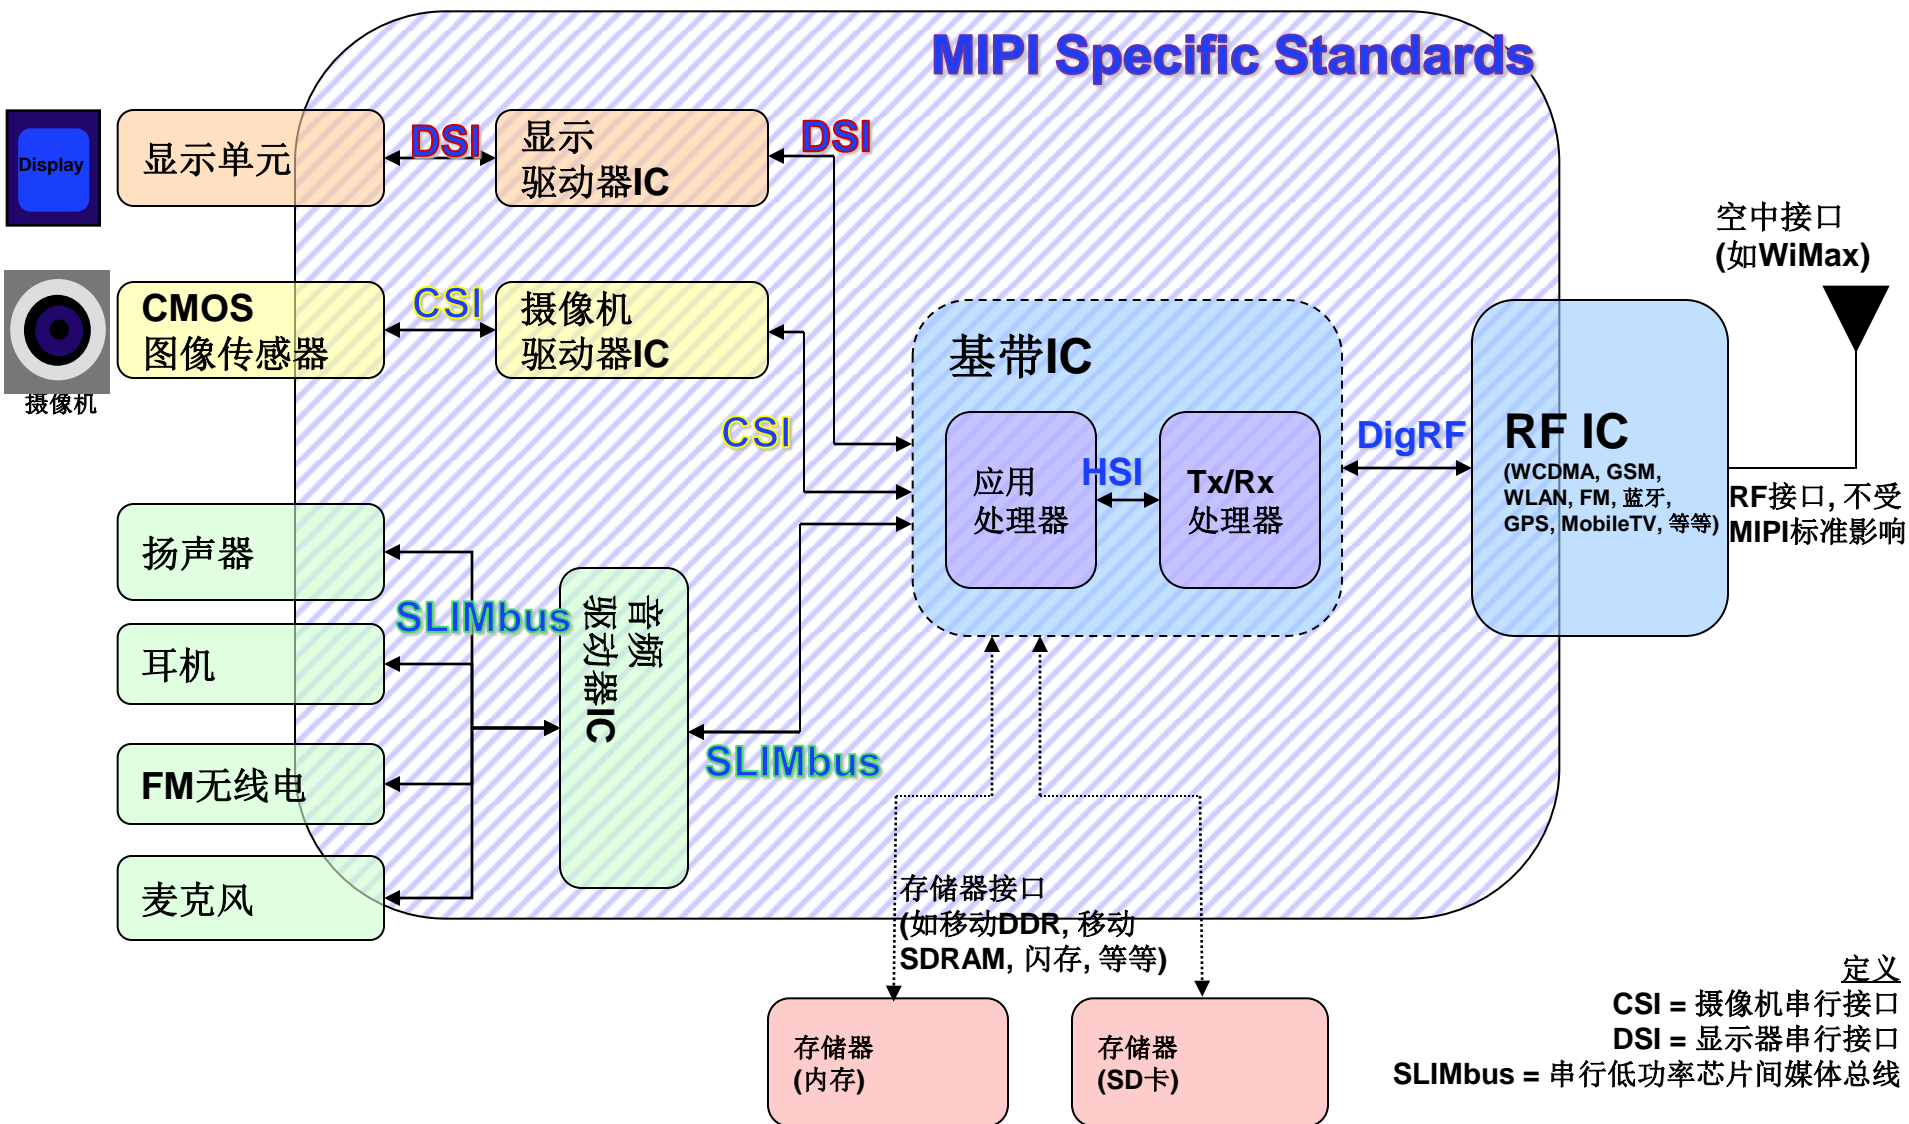 MIPI Specific Standards
Display
显示单元
DSI
显示
驱动器IC
DSI
空中接口
(如WiMax)
CMOS
图像传感器
CSI
摄像机
驱动器IC
摄像机
CSI
基带IC
应用
处理器
HSI
Tx/Rx
处理器
DigRF
RF IC
(WCDMA, GSM,
WLAN, FM, 蓝牙,
GPS, MobileTV, 等等)
RF接口, 不受
MIPI标准影响
扬声器
耳机
FM无线电
麦克风
SLIMbus
音频
驱动器IC
SLIMbus
存储器接口
(如移动DDR, 移动
SDRAM, 闪存, 等等)
存储器
(内存)
存储器
(SD卡)
定义
CSI = 摄像机串行接口
DSI = 显示器串行接口
SLIMbus = 串行低功率芯片间媒体总线